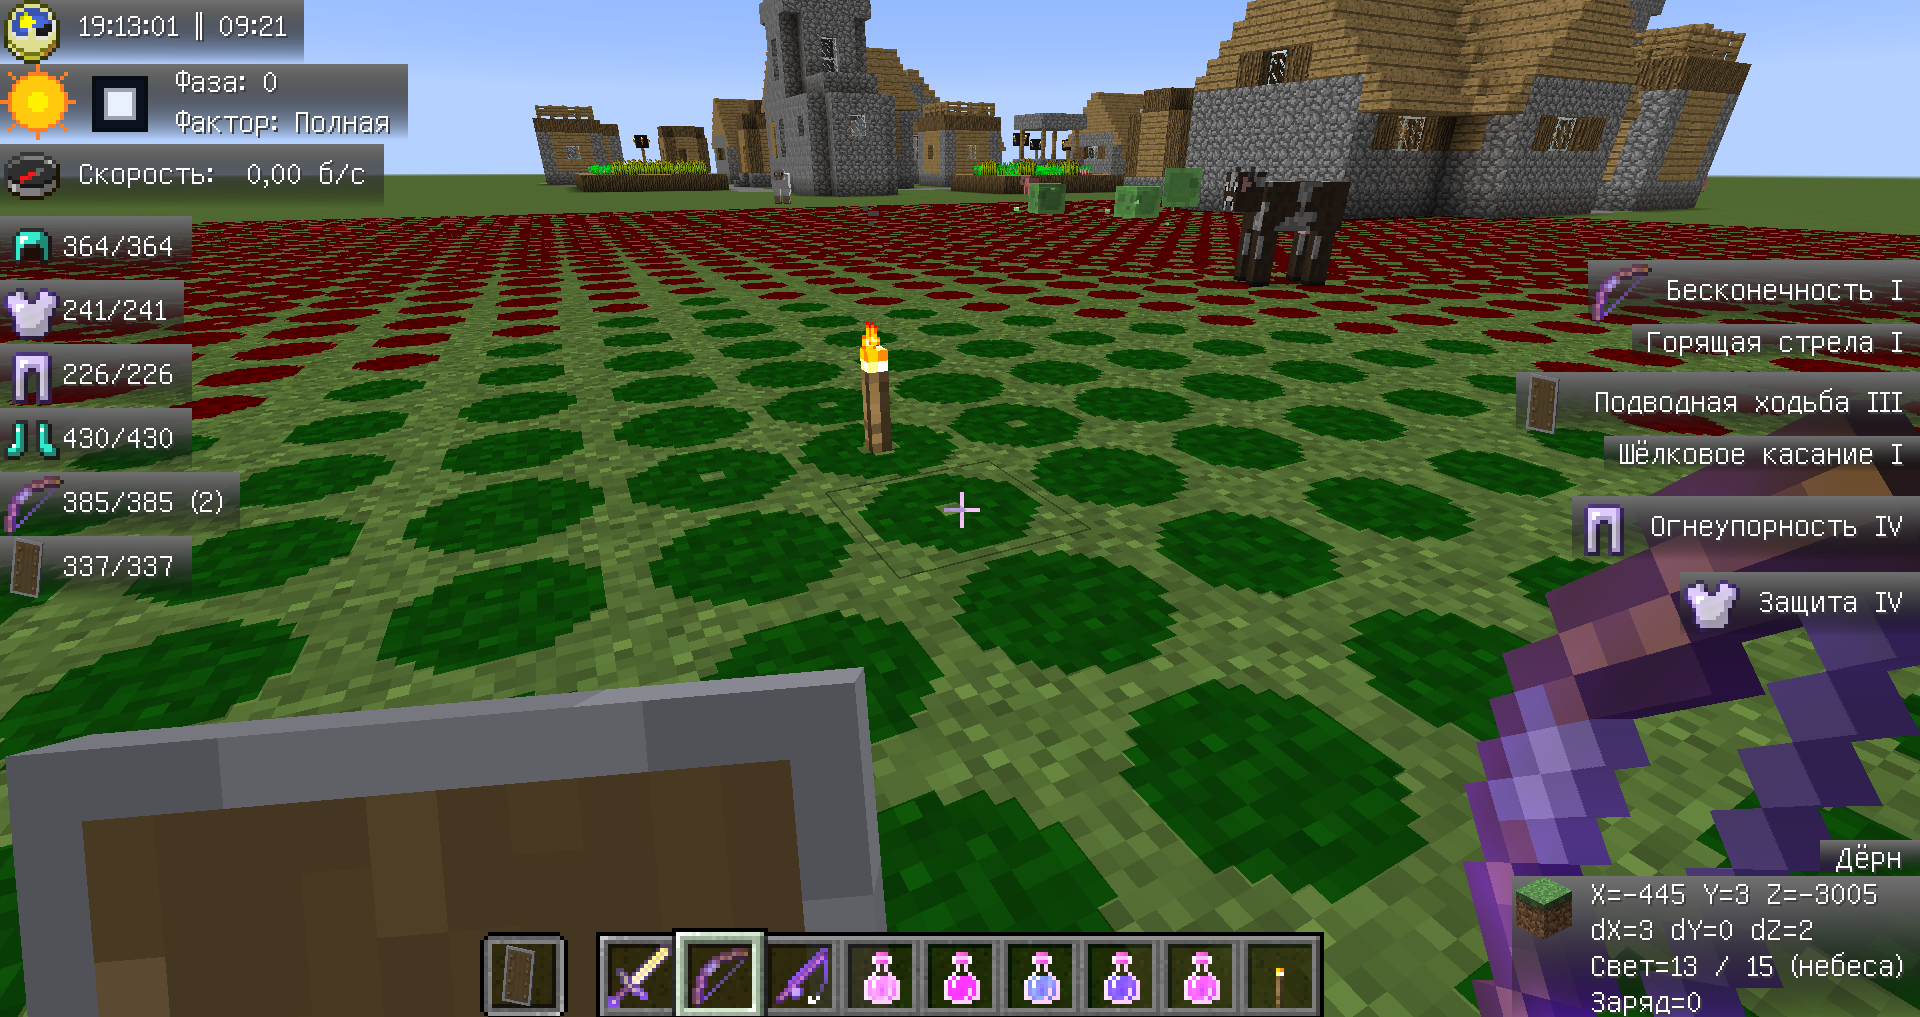 19:13:01 ‖ 09:21
Фаза: 0
Фактор: Полная
Скорость: 0,00 б/с
364/364
241/241
226/226
430/430
385/385 (2)
337/337
Бесконечность I
Горящая стрела I
Подводная ходьба III
Шёлковое касание I
Огнеупорность IV
Защита IV
Дёрн
X=-445 Y=3 Z=-3005
dX=3 dY=0 dZ=2
Свет=13 / 15 (небеса)
Заряд=0